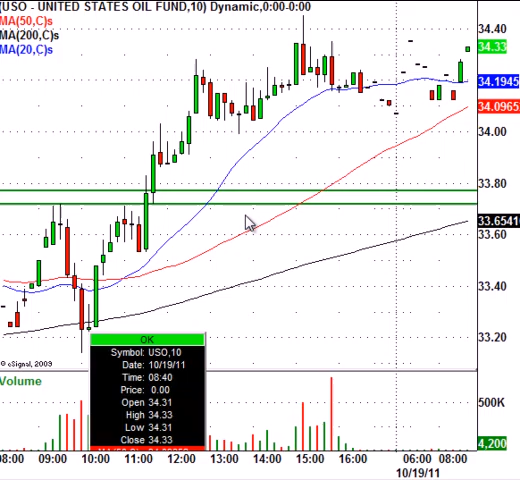 (USO - UNITED STATES OIL FUND,10) Dynamic,0:00-0:00
MA(50,C)s
MA(200,C)s
MA(20,C)s
34.40
34.33
34.1945
34.0965
34.00
33.80
33.6541
33.60
33.40
33.20
© eSignal, 2009
OK
Symbol: USO,10
Date: 10/19/11
Time: 08:40
Price: 0.00
Open 34.31
High 34.33
Low 34.31
Close 34.33
Volume
500K
4,200
08:00 09:00 10:00 11:00 12:00 13:00 14:00 15:00 16:00 06:00 08:00
10/19/11